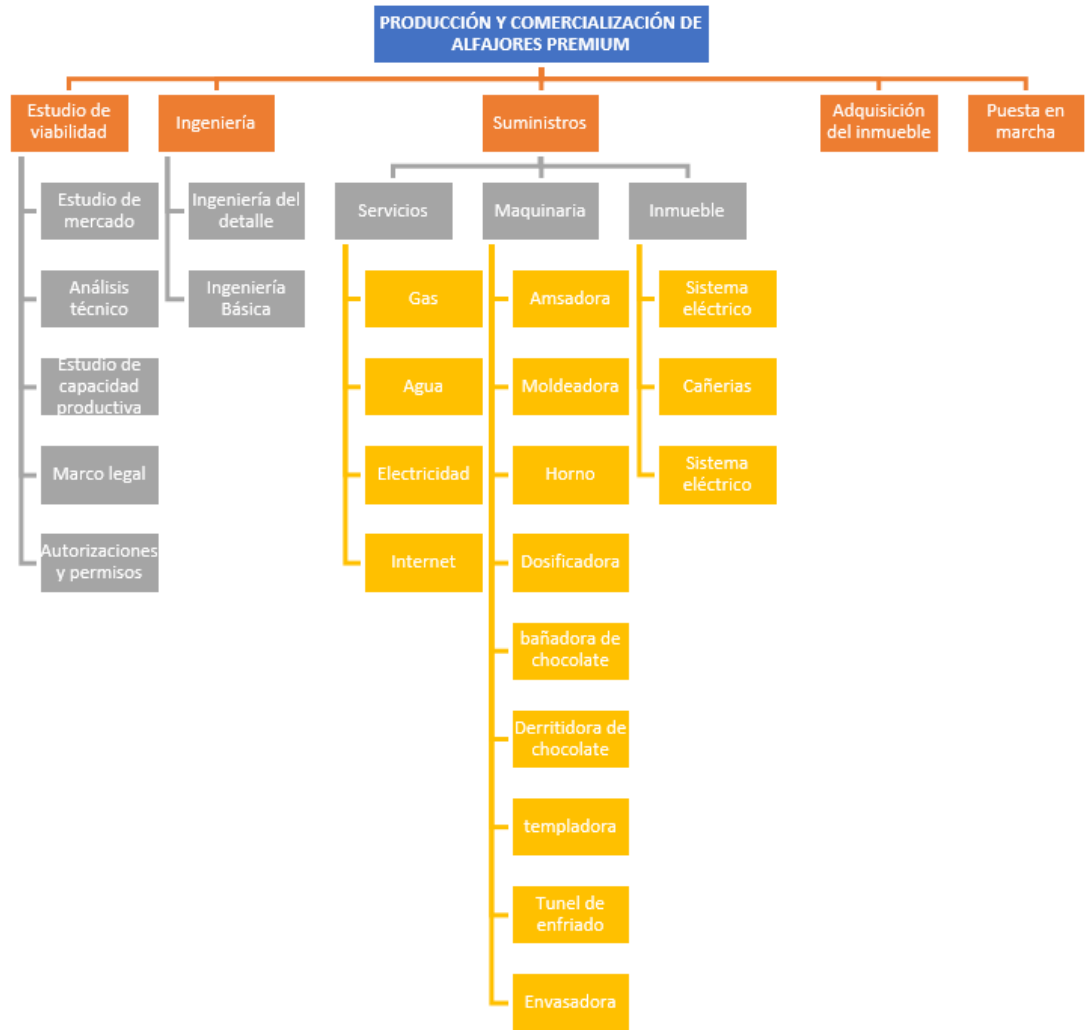 PRODUCCIÓN Y COMERCIALIZACIÓN DE
ALFAJORES PREMIUM
Estudio de
viabilidad
Ingeniería
Suministros
Adquisición
del inmueble
Puesta en
marcha
Estudio de
mercado
Análisis
técnico
Estudio de
capacidad
productiva
Marco legal
Autorizaciones
y permisos
Ingeniería del
detalle
Ingeniería
Básica
Servicios
Gas
Agua
Electricidad
Internet
Maquinaria
Amsadora
Moldeadora
Horno
Dosificadora
bañadora de
chocolate
Derritidora de
chocolate
templadora
Tunel de
enfriado
Envasadora
Inmueble
Sistema
eléctrico
Cañerias
Sistema
eléctrico